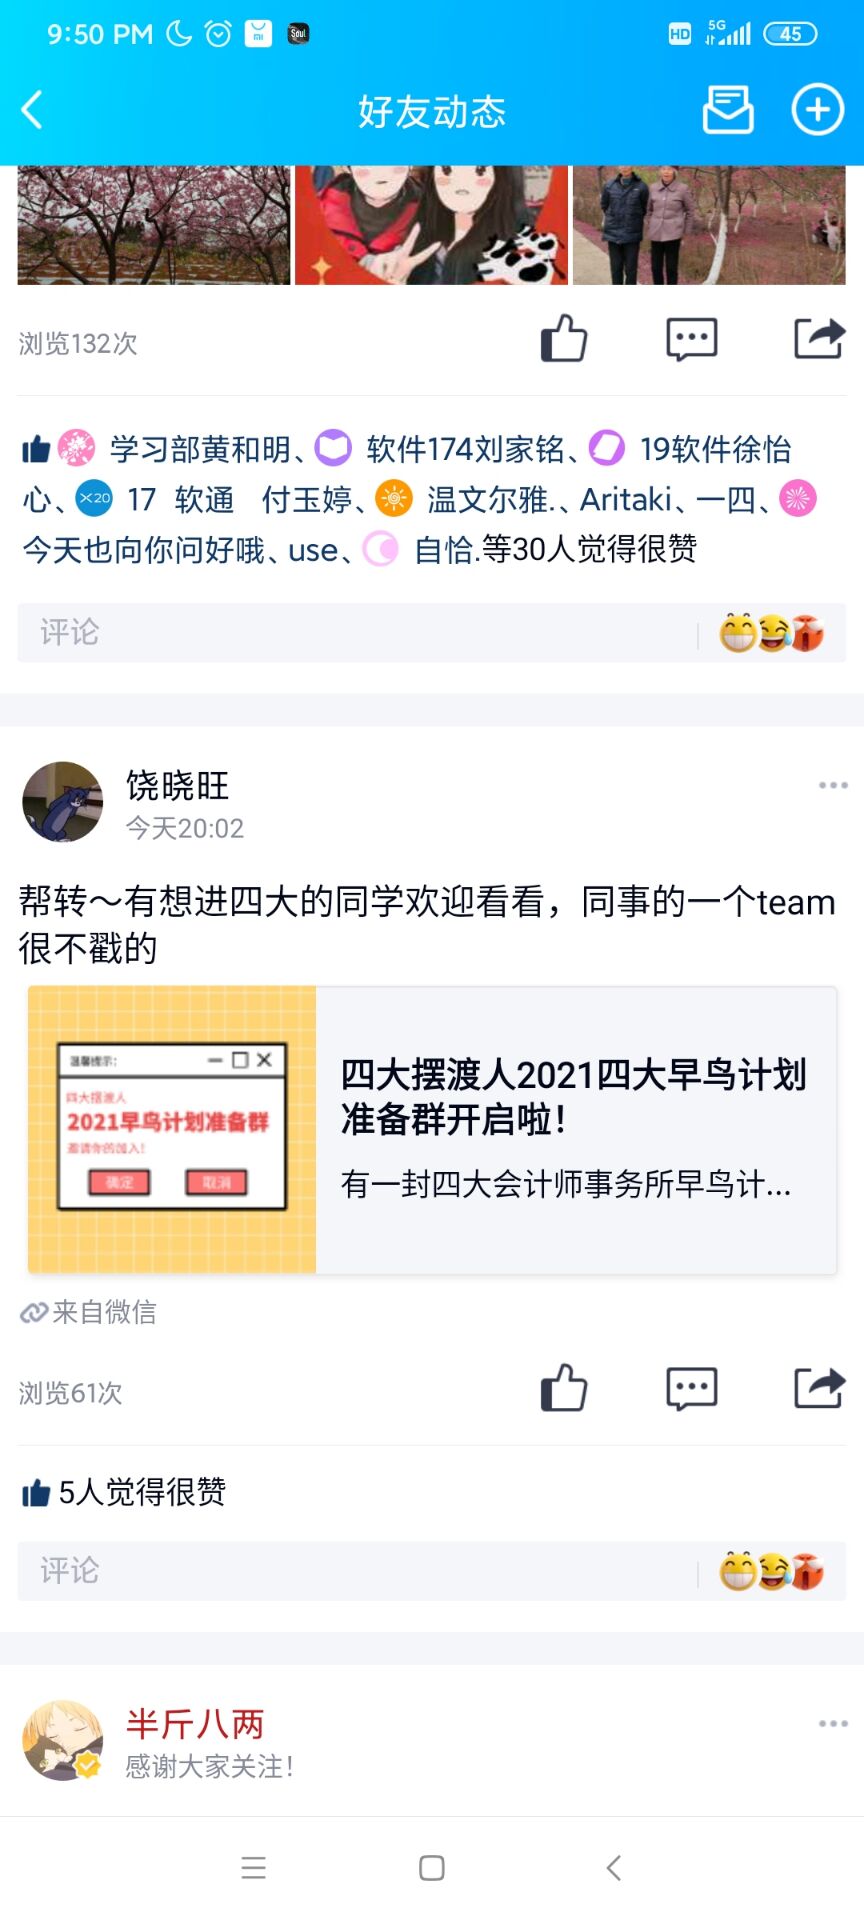 9:50 PM
mi
Soul
HD
5G
45
好友动态
浏览132次
学习部黄和明、 软件174刘家铭、 19软件徐怡
心、 ×20 17 软通 付玉婷、 温文尔雅.、Aritaki、一四、
今天也向你问好哦、use、 自恰.等30人觉得很赞
评论
饶晓旺
今天20:02
帮转～有想进四大的同学欢迎看看，同事的一个team
很不戳的
温馨提示：
四大摆渡人
2021早鸟计划准备群
邀请你的加入！
确定 取消
四大摆渡人2021四大早鸟计划
准备群开启啦！
有一封四大会计师事务所早鸟计...
来自微信
浏览61次
5人觉得很赞
评论
半斤八两
感谢大家关注！